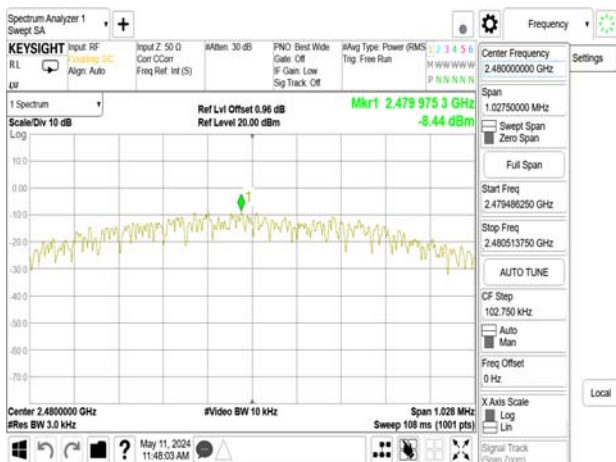 Spectrum Analyzer 1
Swept SA
Frequency
KEYSIGHT
RL
Input: RF
Coupling: DC
Align: Auto
Input Z: 50 Ω
Corr CCorr
Freq Ref: Int (S)
#Atten: 30 dB
PNO: Best Wide
Gate: Off
IF Gain: Low
Sig Track: Off
#Avg Type: Power (RMS
Trig: Free Run
1 2 3 4 5 6
M W W W W W
P N N N N N
1 Spectrum
Scale/Div 10 dB
Ref Lvl Offset 0.96 dB
Ref Level 20.00 dBm
Mkr1 2.479 975 3 GHz
-8.44 dBm
Log
10.0
0.00
-10.0
-20.0
-30.0
-40.0
-50.0
-60.0
-70.0
1
Center 2.4800000 GHz
#Res BW 3.0 kHz
#Video BW 10 kHz
Span 1.028 MHz
Sweep 108 ms (1001 pts)
May 11, 2024
11:48:03 AM
?
Center Frequency
2.480000000 GHz
Span
1.02750000 MHz
Swept Span
Zero Span
Full Span
Start Freq
2.479486250 GHz
Stop Freq
2.480513750 GHz
AUTO TUNE
CF Step
102.750 kHz
Auto
Man
Freq Offset
0 Hz
X Axis Scale
Log
Lin
Signal Track
(Span Zoom)
Settings
Local